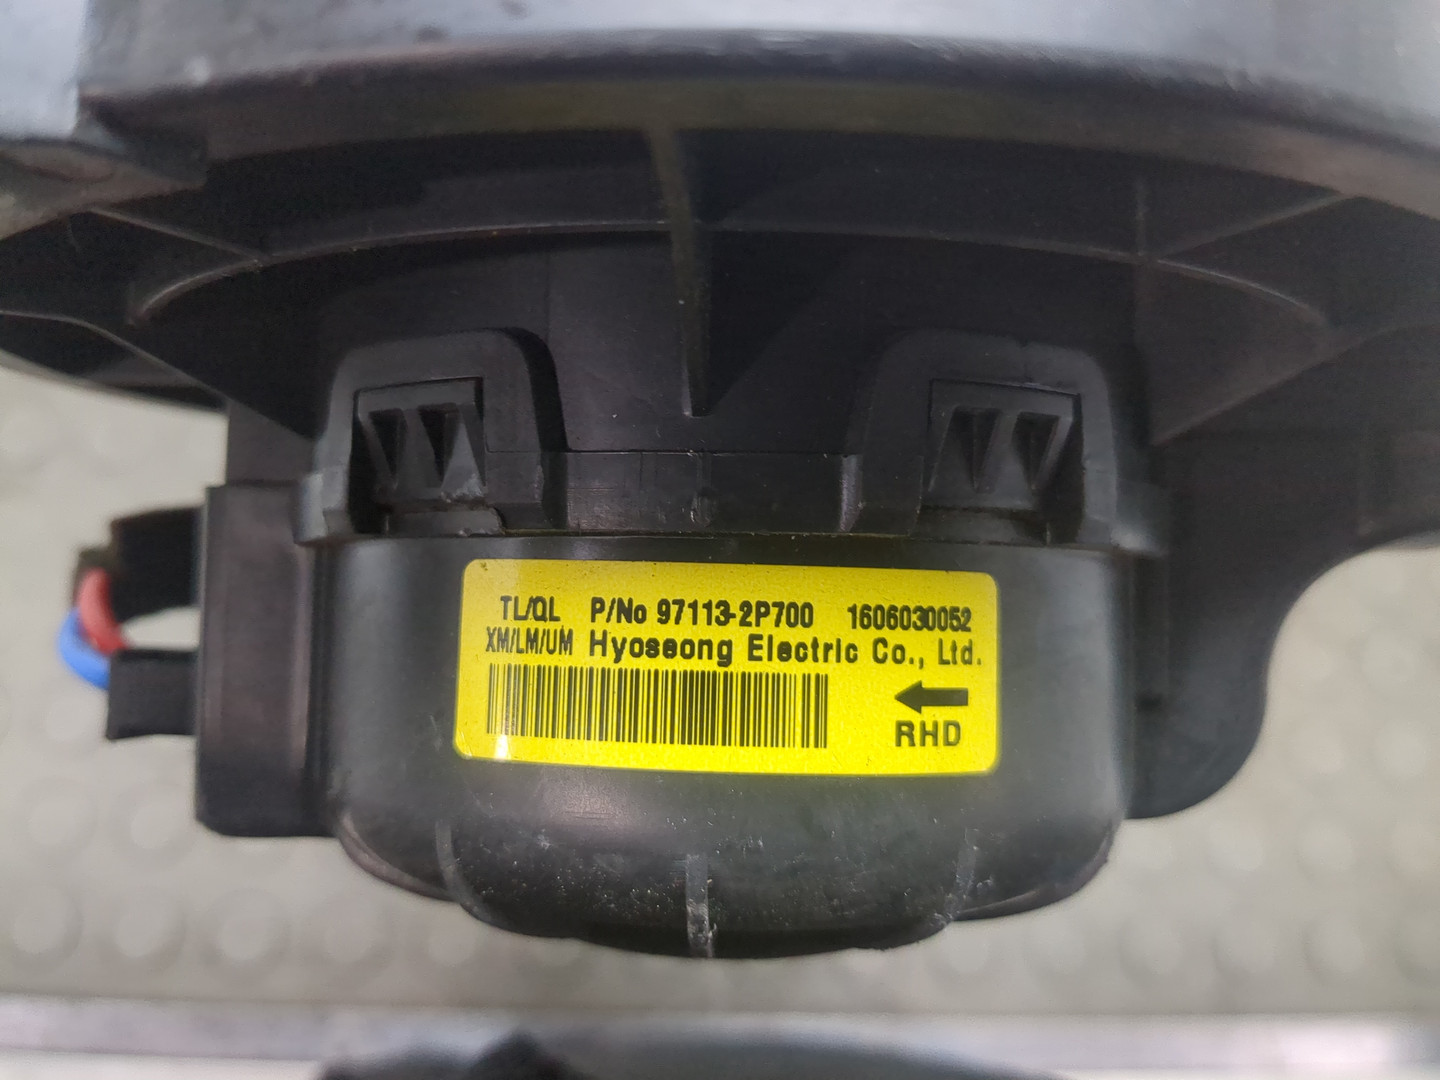 TL/QL P/No 97113-2P700 1606030052
XM/LM/UM Hyoseong Electric Co., Ltd.
RHD